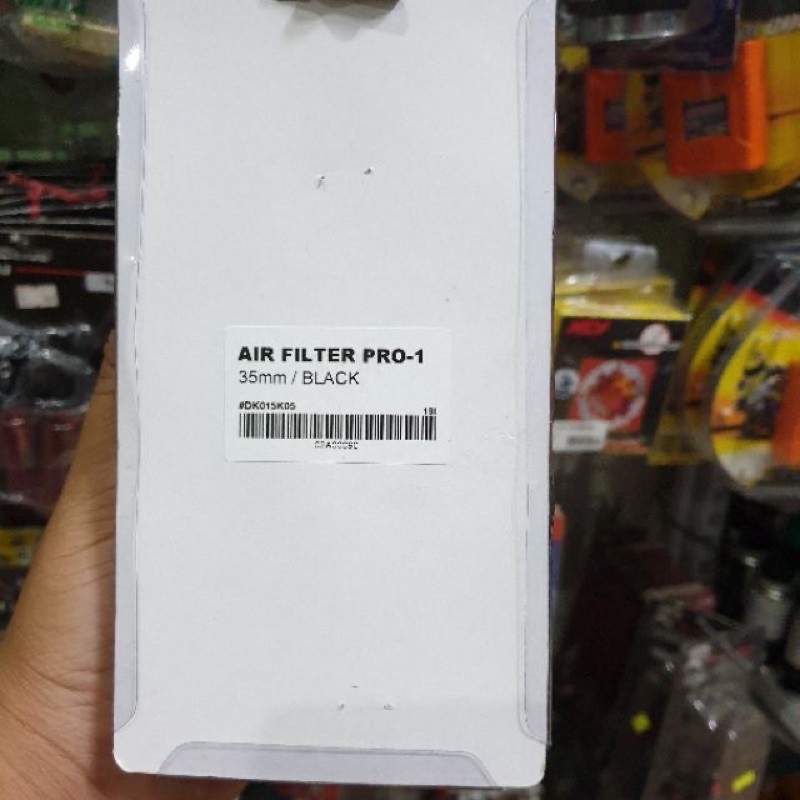 AIR FILTER PRO-1
35mm / BLACK
#DK015K05